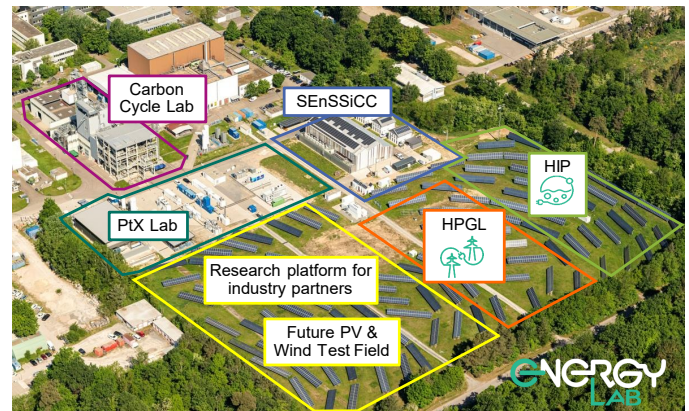 Carbon
Cycle Lab
SEnSSiCC
HIP
PtX Lab
HPGL
Research platform for
industry partners
Future PV &
Wind Test Field
eNERGY
LAB